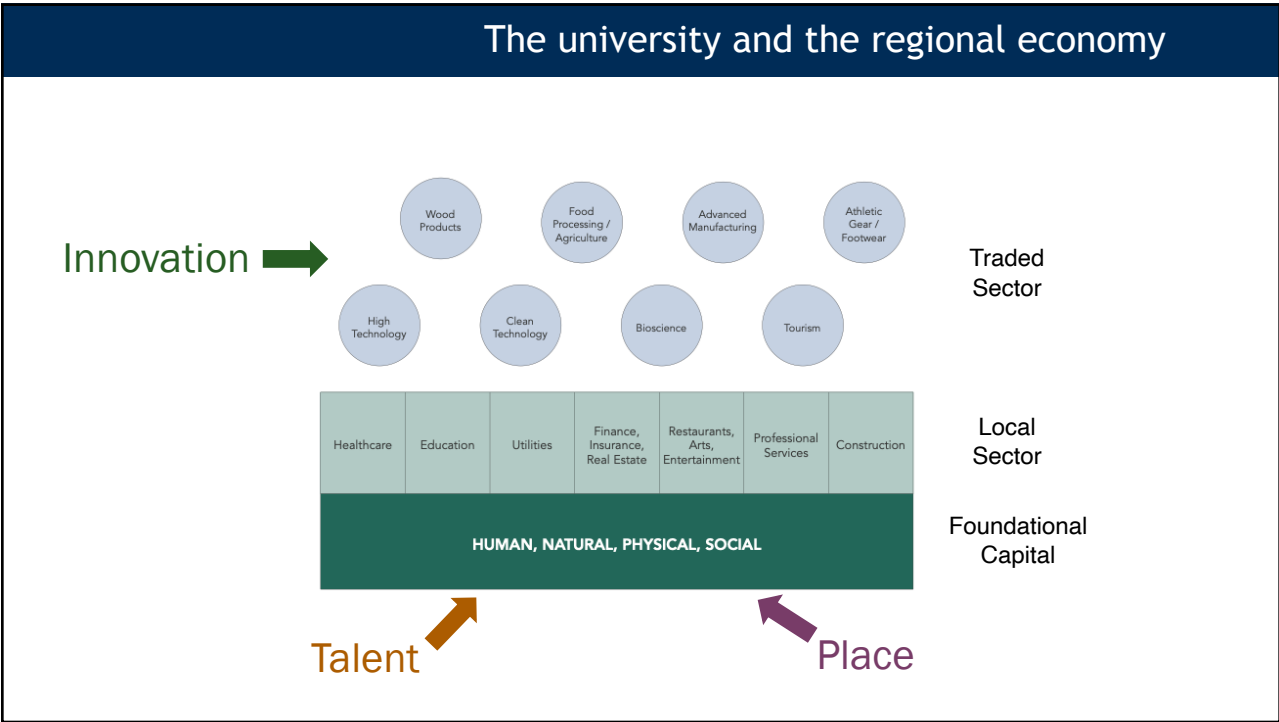 The university and the regional economy
Wood
Products
Food
Processing /
Agriculture
Advanced
Manufacturing
Athletic
Gear /
Footwear
Innovation
Traded
Sector
High
Technology
Clean
Technology
Bioscience
Tourism
Healthcare
Education
Utilities
Finance,
Insurance,
Real Estate
Restaurants,
Arts,
Entertainment
Professional
Services
Construction
Local
Sector
HUMAN, NATURAL, PHYSICAL, SOCIAL
Foundational
Capital
Talent
Place